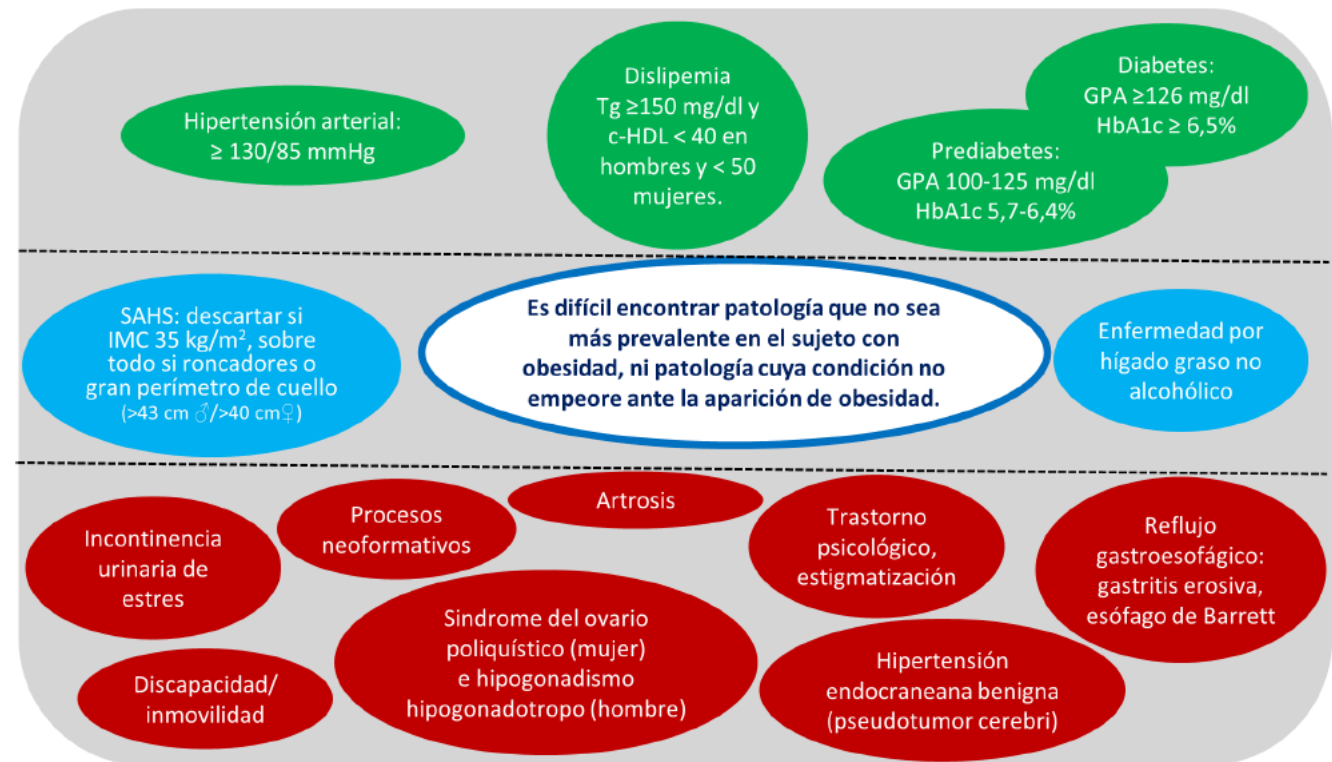 Hipertensión arterial:
≥ 130/85 mmHg
Dislipemia
Tg ≥150 mg/dl y
c-HDL < 40 en
hombres y < 50
mujeres.
Diabetes:
GPA ≥126 mg/dl
HbA1c ≥ 6,5%
Prediabetes:
GPA 100-125 mg/dl
HbA1c 5,7-6,4%
SAHS: descartar si
IMC 35 kg/m², sobre
todo si roncadores o
gran perímetro de cuello
(>43 cm ♂/>40 cm♀)
Es difícil encontrar patología que no sea
más prevalente en el sujeto con
obesidad, ni patología cuya condición no
empeore ante la aparición de obesidad.
Enfermedad por
hígado graso no
alcohólico
Incontinencia
urinaria de
estres
Procesos
neoformativos
Artrosis
Trastorno
psicológico,
estigmatización
Reflujo
gastroesofágico:
gastritis erosiva,
esófago de Barrett
Discapacidad/
inmovilidad
Sindrome del ovario
poliquístico (mujer)
e hipogonadismo
hipogonadotropo (hombre)
Hipertensión
endocraneana benigna
(pseudotumor cerebri)